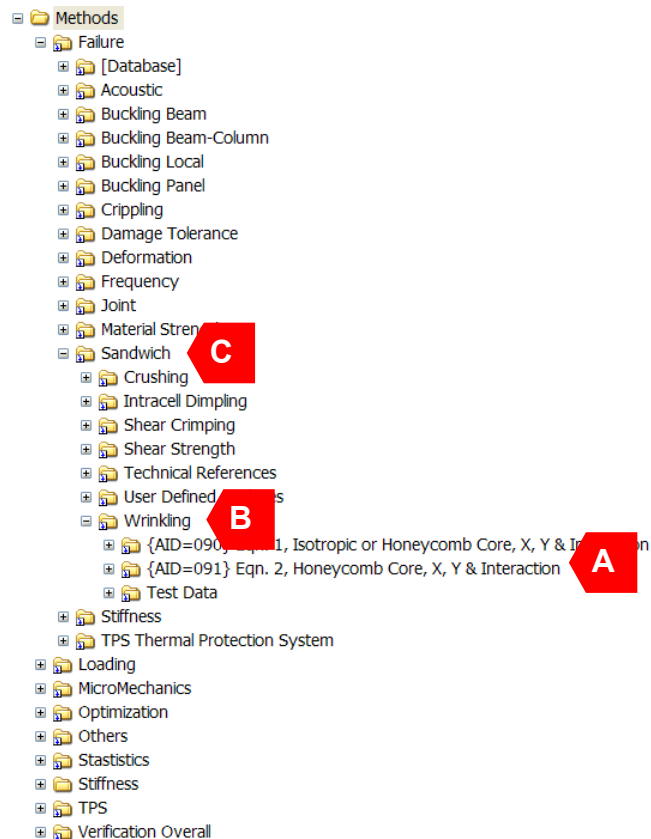 Methods
Failure
[Database]
Acoustic
Buckling Beam
Buckling Beam-Column
Buckling Local
Buckling Panel
Crippling
Damage Tolerance
Deformation
Frequency
Joint
Material Stren
Sandwich C
Crushing
Intracell Dimpling
Shear Crimping
Shear Strength
Technical References
User Defined es
Wrinkling B
{AID=090} Eqn. 1, Isotropic or Honeycomb Core, X, Y & In on
{AID=091} Eqn. 2, Honeycomb Core, X, Y & Interaction A
Test Data
Stiffness
TPS Thermal Protection System
Loading
MicroMechanics
Optimization
Others
Stastistics
Stiffness
TPS
Verification Overall